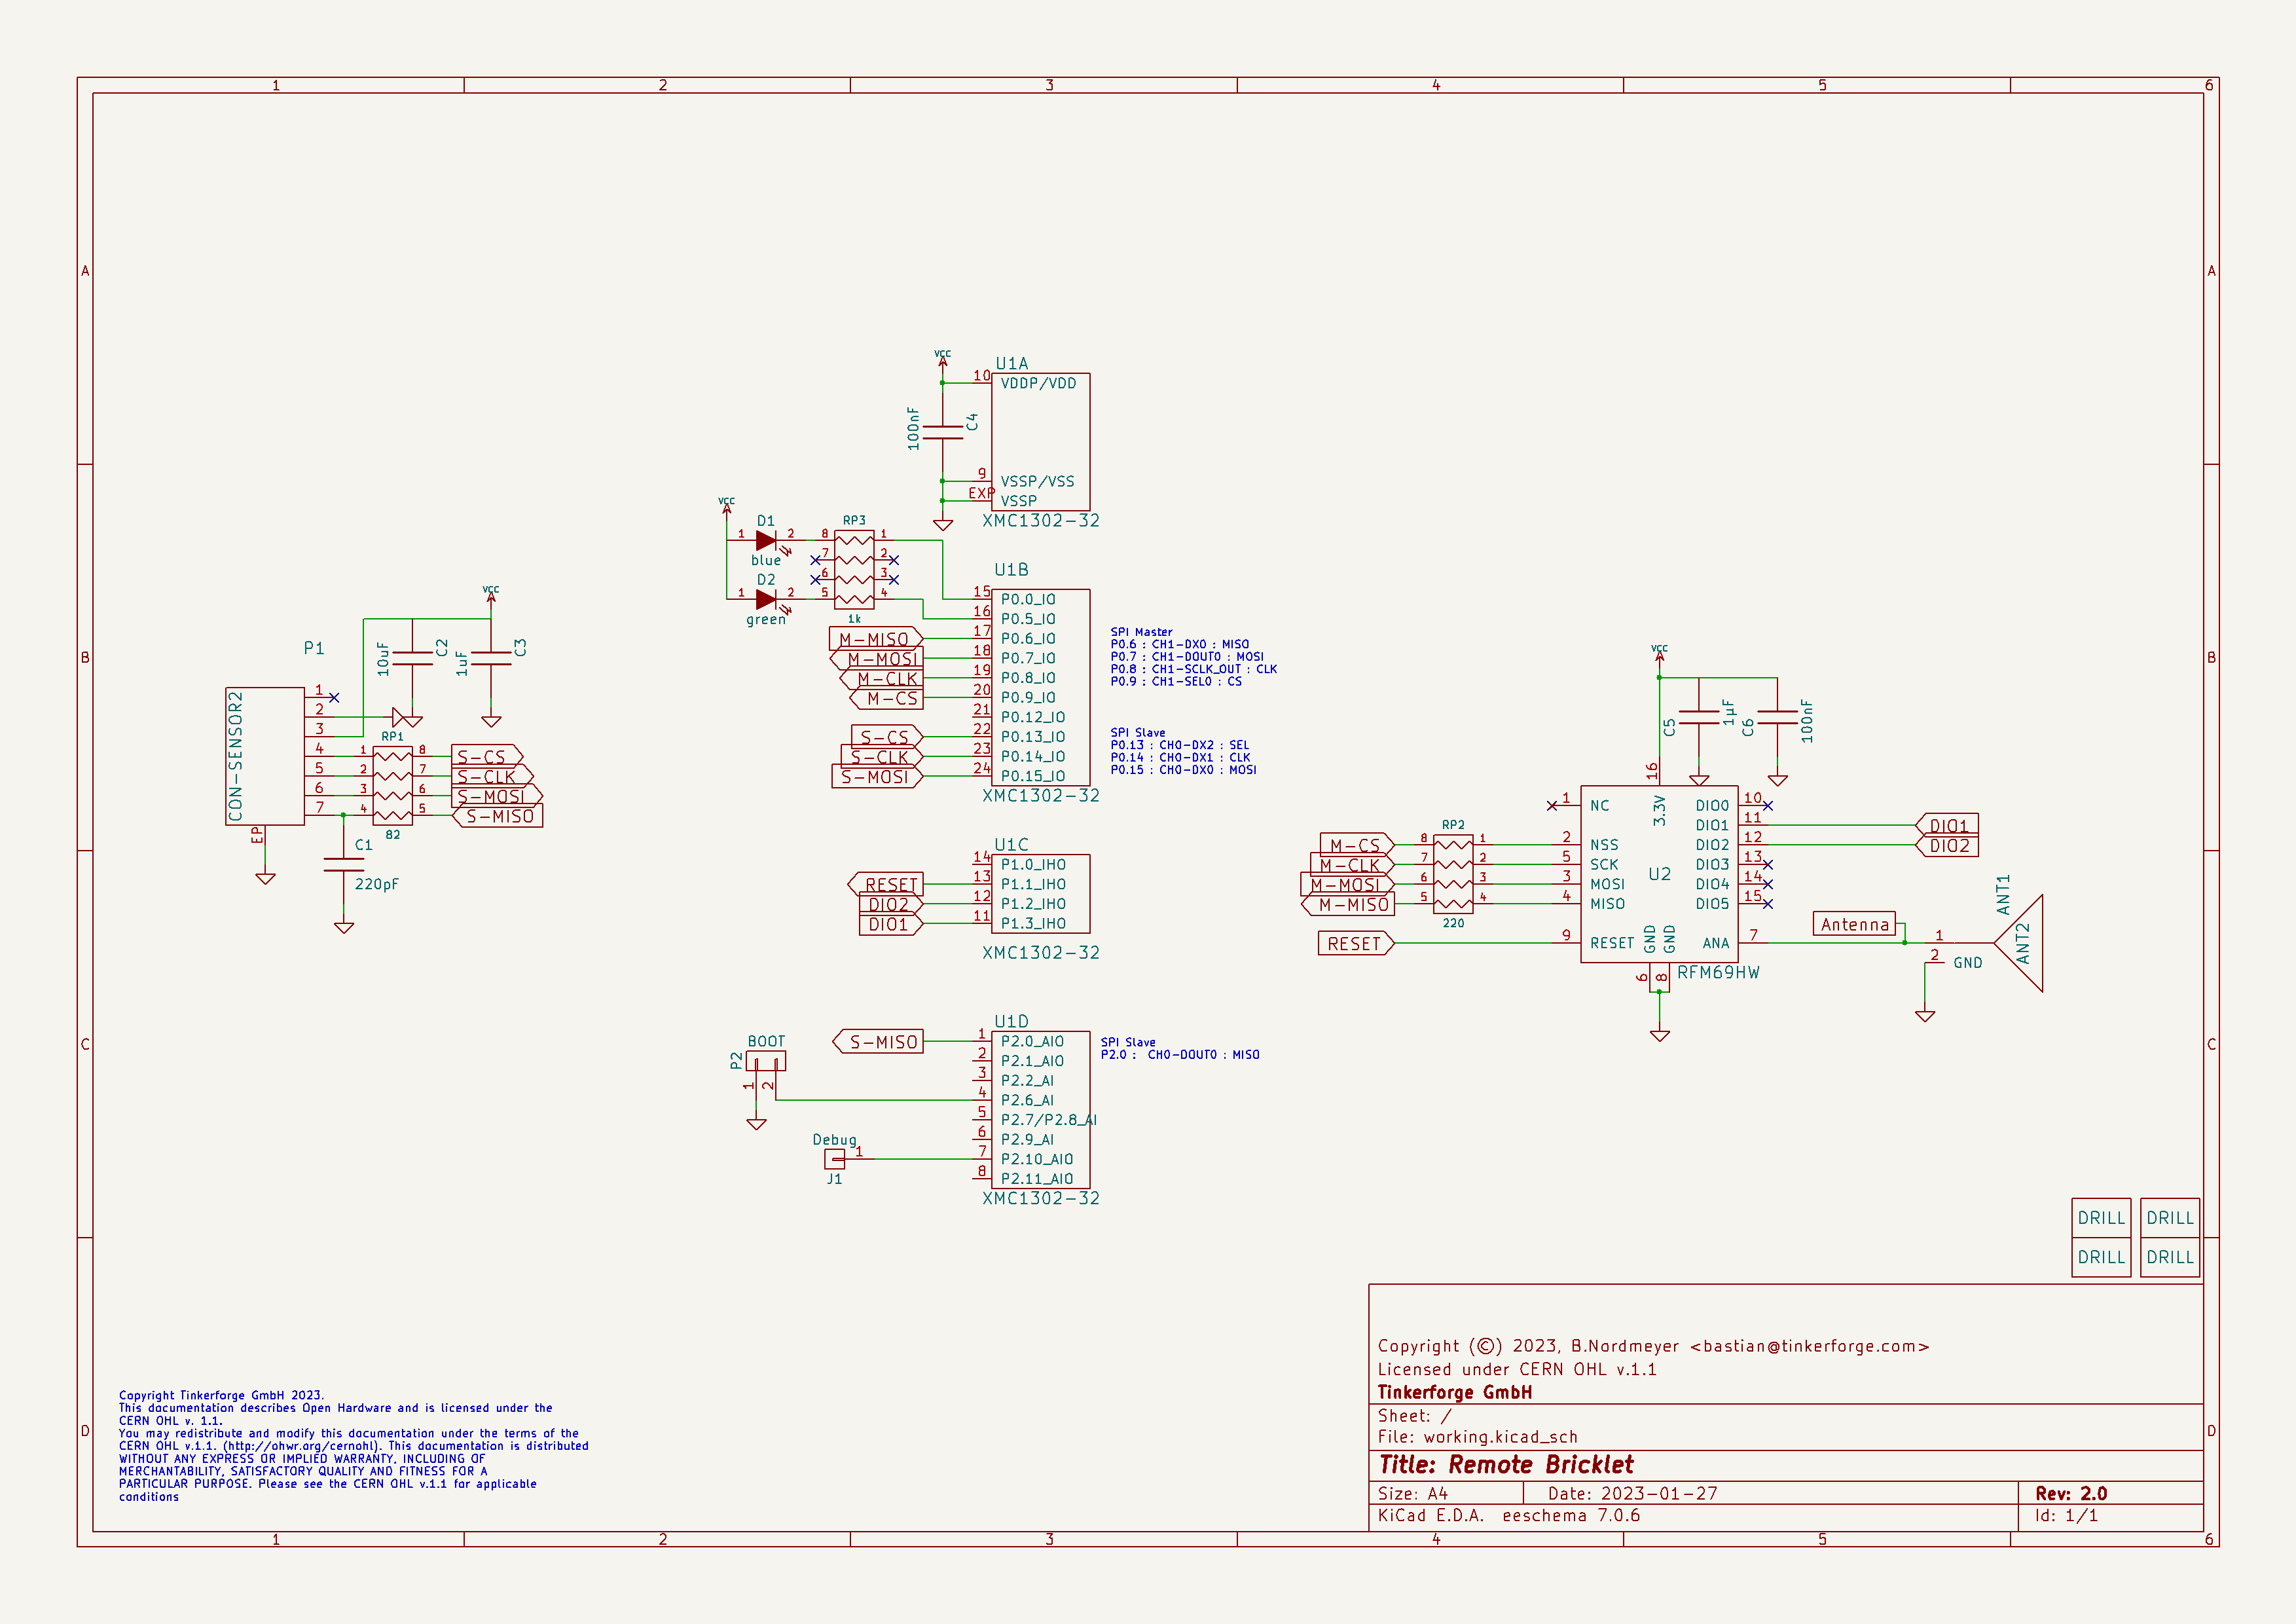 1 2 3 4 5 6
A A
B B
C C
D D
1 2 3 4 5 6
VCC
U1A
10 VDDP/VDD
100nF C4
9 VSSP/VSS
EXP VSSP
XMC1302-32
VCC
D1
1 2
blue
D2
1 2
green
RP3
8 1
7 2
6 3
5 4
1k
U1B
15 P0.0_IO
16 P0.5_IO
M-MISO 17 P0.6_IO
M-MOSI 18 P0.7_IO
M-CLK 19 P0.8_IO
M-CS 20 P0.9_IO
21 P0.12_IO
S-CS 22 P0.13_IO
S-CLK 23 P0.14_IO
S-MOSI 24 P0.15_IO
XMC1302-32
SPI Master
P0.6 : CH1-DX0 : MISO
P0.7 : CH1-DOUT0 : MOSI
P0.8 : CH1-SCLK_OUT : CLK
P0.9 : CH1-SEL0 : CS
SPI Slave
P0.13 : CH0-DX2 : SEL
P0.14 : CH0-DX1 : CLK
P0.15 : CH0-DX0 : MOSI
VCC
P1
10uF C2
1uF C3
CON-SENSOR2
1
2
3
4
5
6
7
EP
RP1
1 8 S-CS
2 7 S-CLK
3 6 S-MOSI
4 5 S-MISO
82
C1
220pF
U1C
14 P1.0_IHO
RESET 13 P1.1_IHO
DIO2 12 P1.2_IHO
DIO1 11 P1.3_IHO
XMC1302-32
U1D
S-MISO 1 P2.0_AIO
2 P2.1_AIO
3 P2.2_AI
4 P2.6_AI
5 P2.7/P2.8_AI
6 P2.9_AI
7 P2.10_AIO
8 P2.11_AIO
XMC1302-32
SPI Slave
P2.0 :  CH0-DOUT0 : MISO
BOOT
P2
1 2
Debug
1
J1
VCC
C5 1µF
C6 100nF
16
3.3V
1 NC
2 NSS
5 SCK
3 MOSI
4 MISO
9 RESET
U2
DIO0 10
DIO1 11
DIO2 12
DIO3 13
DIO4 14
DIO5 15
ANA 7
GND GND
6 8
RFM69HW
RP2
M-CS 8 1
M-CLK 7 2
M-MOSI 6 3
M-MISO 5 4
220
RESET
DIO1
DIO2
Antenna
1
2 GND
ANT1
ANT2
DRILL DRILL
DRILL DRILL
Copyright Tinkerforge GmbH 2023.
This documentation describes Open Hardware and is licensed under the
CERN OHL v. 1.1.
You may redistribute and modify this documentation under the terms of the
CERN OHL v.1.1. (http://ohwr.org/cernohl). This documentation is distributed
WITHOUT ANY EXPRESS OR IMPLIED WARRANTY, INCLUDING OF
MERCHANTABILITY, SATISFACTORY QUALITY AND FITNESS FOR A
PARTICULAR PURPOSE. Please see the CERN OHL v.1.1 for applicable
conditions
Copyright (©) 2023, B.Nordmeyer <bastian@tinkerforge.com>
Licensed under CERN OHL v.1.1
Tinkerforge GmbH
Sheet: /
File: working.kicad_sch
Title: Remote Bricklet
Size: A4 Date: 2023-01-27 Rev: 2.0
KiCad E.D.A.  eeschema 7.0.6 Id: 1/1